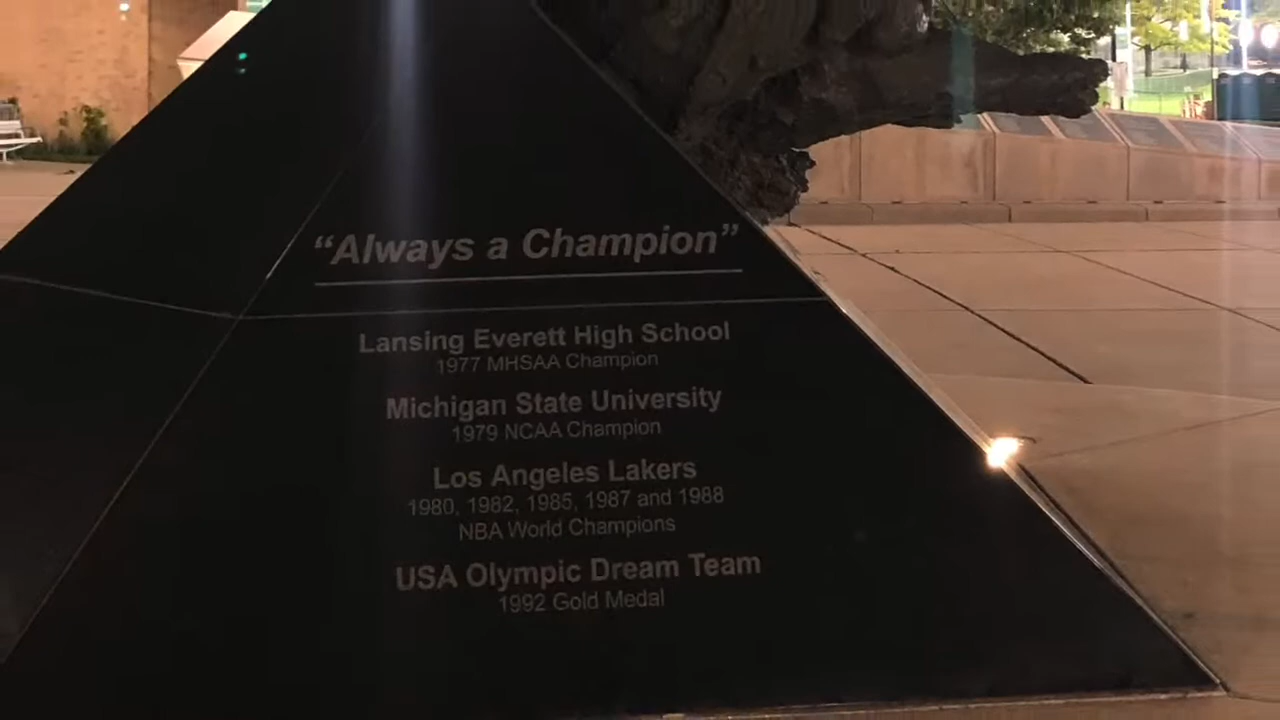 “Always a Champion”
Lansing Everett High School
1977 MHSAA Champion
Michigan State University
1979 NCAA Champion
Los Angeles Lakers
1980, 1982, 1985, 1987 and 1988
NBA World Champions
USA Olympic Dream Team
1992 Gold Medal